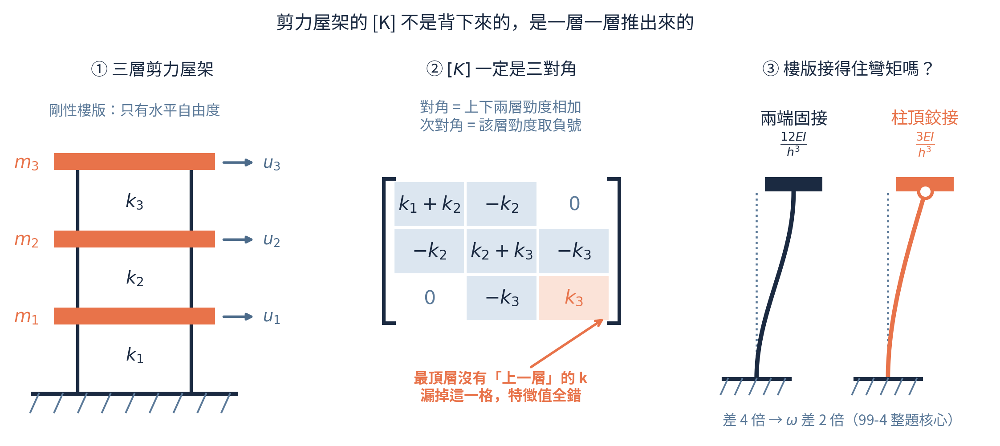 剪力屋架的 [K] 不是背下來的，是一層一層推出來的
① 三層剪力屋架
剛性樓版：只有水平自由度
m₃
u₃
k₃
m₂
u₂
k₂
m₁
u₁
k₁
② [K] 一定是三對角
對角 = 上下兩層勁度相加
次對角 = 該層勁度取負號
k₁ + k₂ −k₂ 0
−k₂ k₂ + k₃ −k₃
0 −k₃ k₃
最頂層沒有「上一層」的 k
漏掉這一格，特徵值全錯
③ 樓版接得住彎矩嗎？
兩端固接
12EI
h³
柱頂鉸接
3EI
h³
差 4 倍 → ω 差 2 倍（99-4 整題核心）